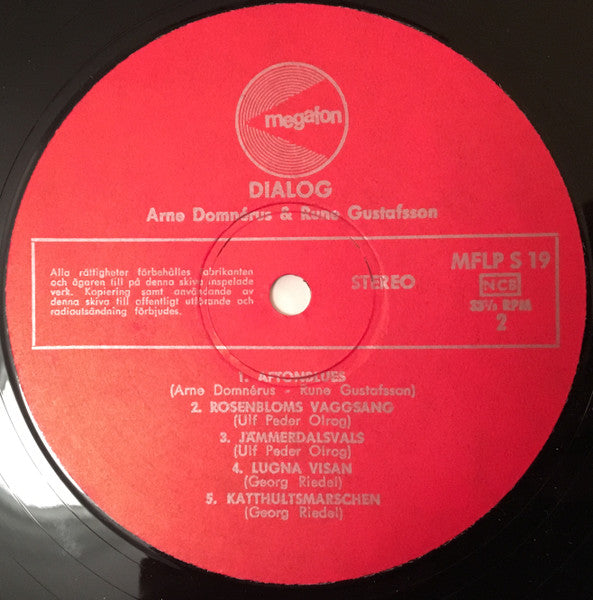 megafon
DIALOG
Arne Domnérus & Rune Gustafsson
Alla rättigheter förbehålles fabrikanten
och ägaren till på denna skiva inspelade
verk. Kopiering samt användande av
denna skiva till offentligt utförande och
radioutsändning förbjudes.
STEREO
MFLP S 19
NCB
33⅓ RPM
2
1. AFTONBLUES
(Arne Domnérus - Rune Gustafsson)
2. ROSENBLOMS VAGGSÅNG
(Ulf Peder Olrog)
3. JÄMMERDALSVALS
(Ulf Peder Olrog)
4. LUGNA VISAN
(Georg Riedel)
5. KATTHULTSMARSCHEN
(Georg Riedel)